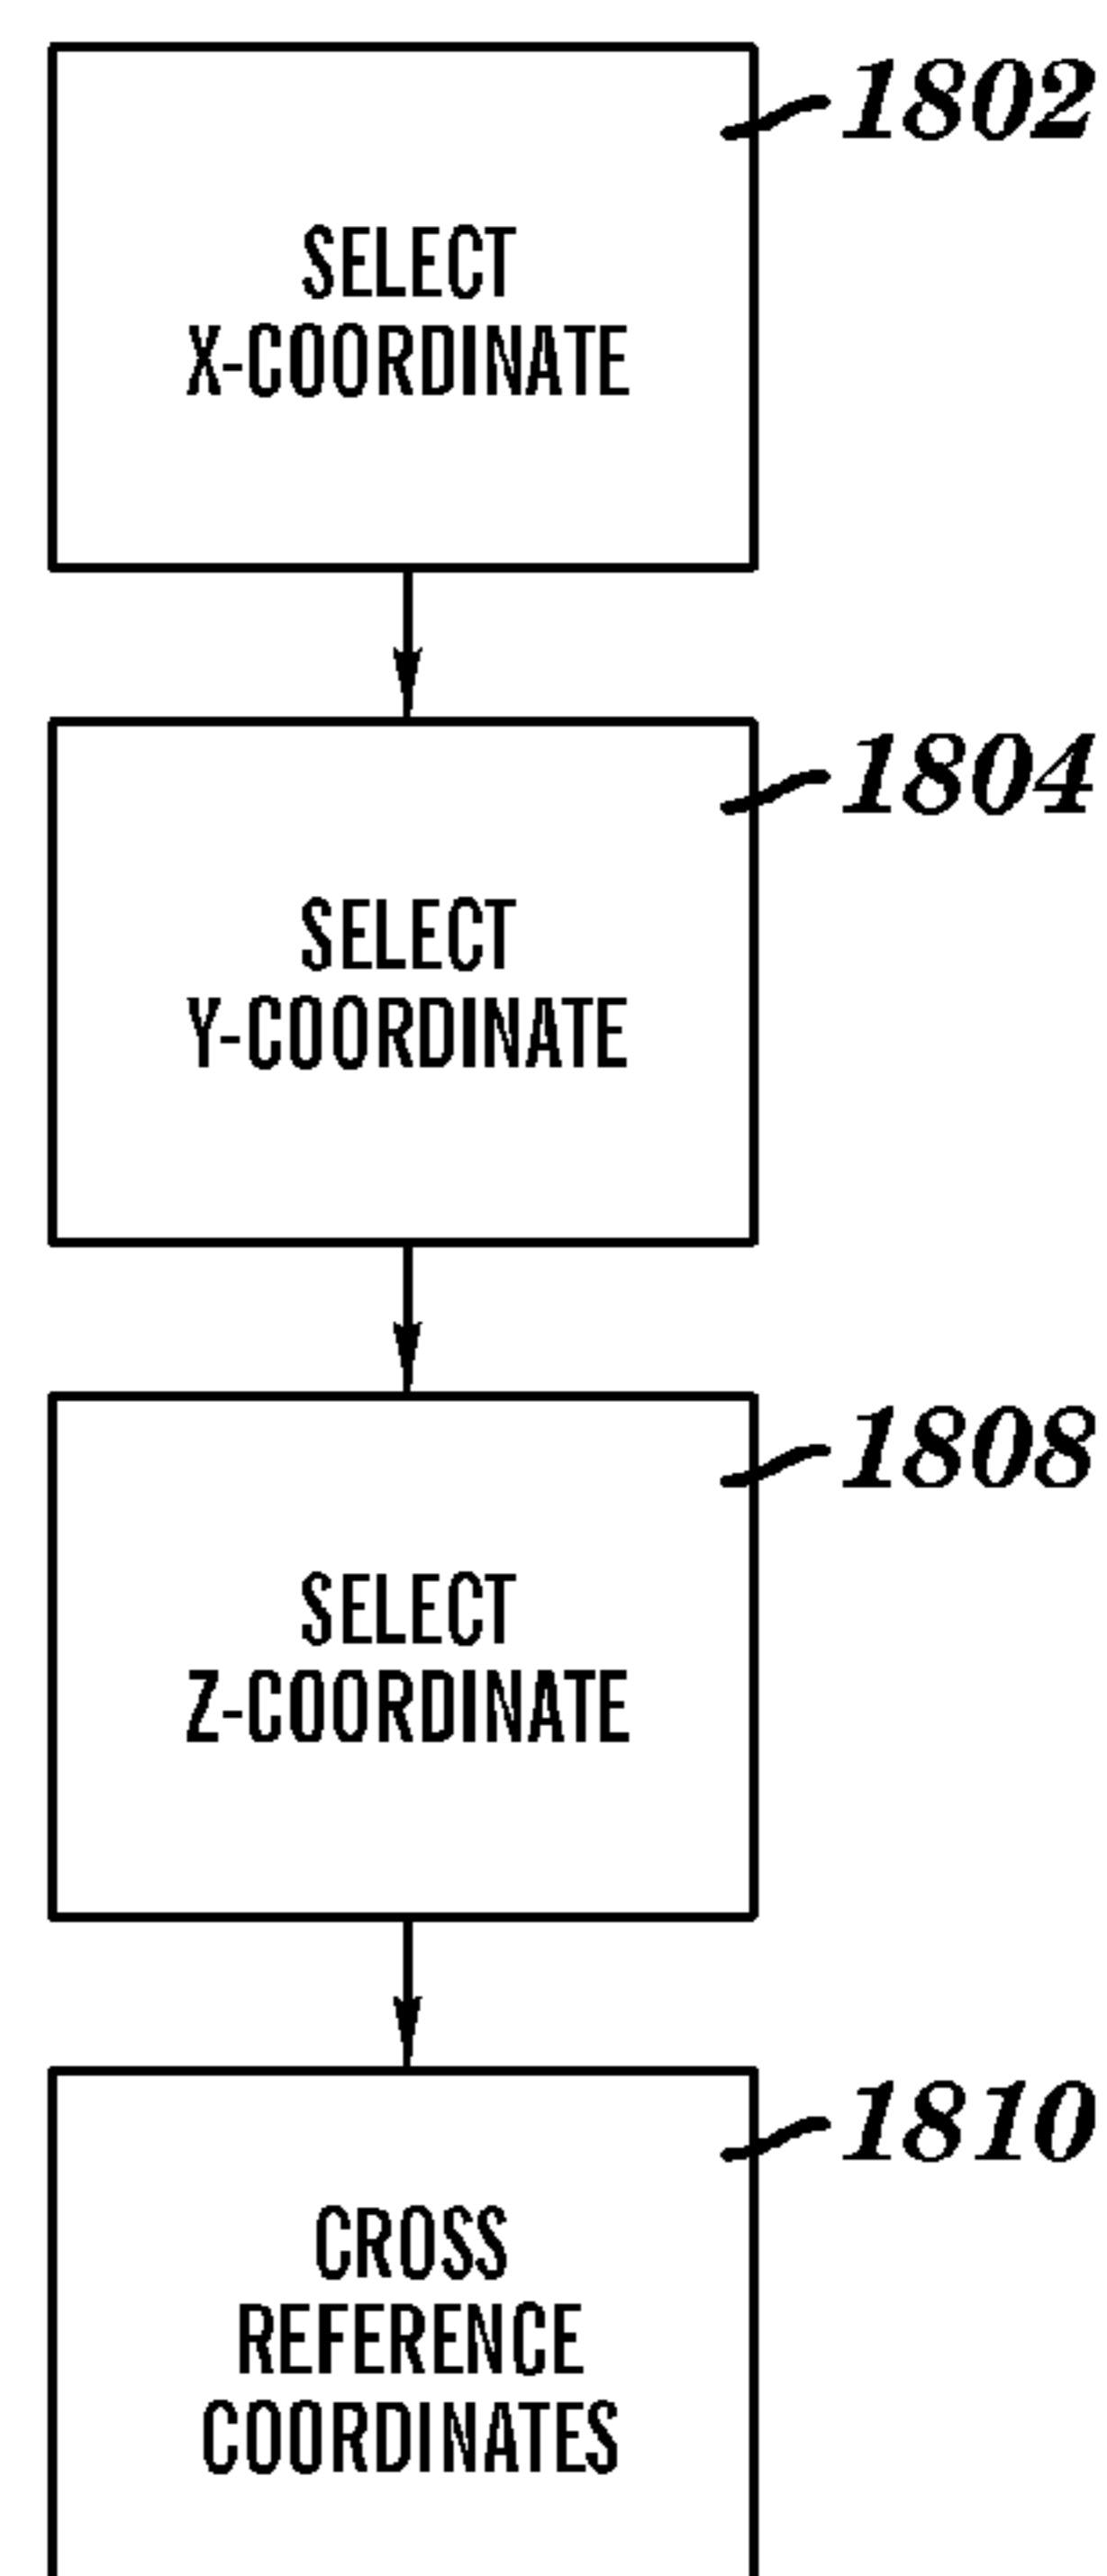 1802
SELECT
X-COORDINATE
1804
SELECT
Y-COORDINATE
1808
SELECT
Z-COORDINATE
1810
CROSS
REFERENCE
COORDINATES